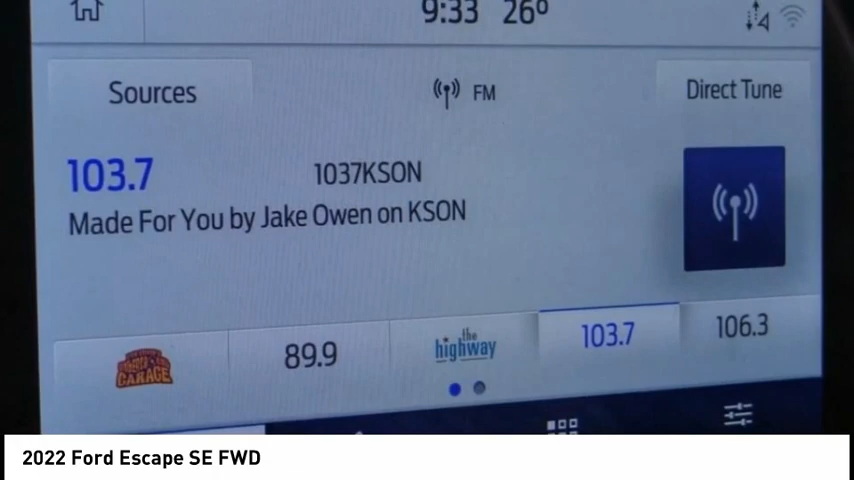 9:33 26°
Sources
FM
Direct Tune
103.7
1037KSON
Made For You by Jake Owen on KSON
GARAGE
89.9
the
highway
103.7
106.3
2022 Ford Escape SE FWD